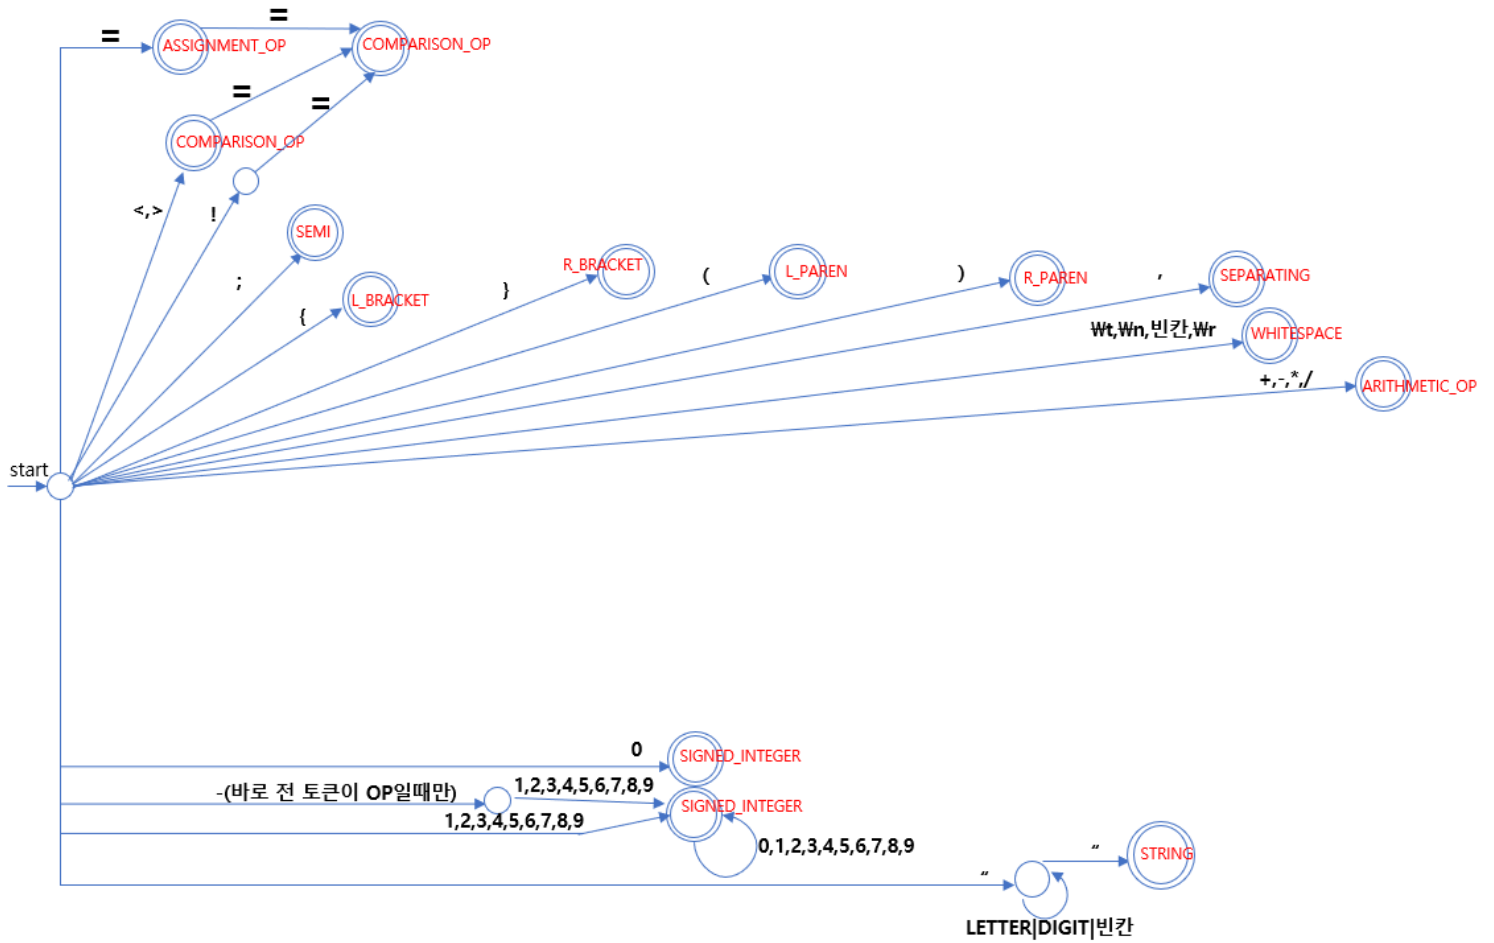 =
=
ASSIGNMENT_OP
COMPARISON_OP
=
=
COMPARISON_OP
<,>
!
SEMI
;
L_BRACKET
{
R_BRACKET
}
L_PAREN
(
R_PAREN
)
SEPARATING
,
₩t,₩n,빈칸,₩r
WHITESPACE
+,-,*,/
ARITHMETIC_OP
start
0
SIGNED_INTEGER
-(바로 전 토큰이 OP일때만)
1,2,3,4,5,6,7,8,9
SIGNED_INTEGER
1,2,3,4,5,6,7,8,9
0,1,2,3,4,5,6,7,8,9
“
“
STRING
LETTER|DIGIT|빈칸